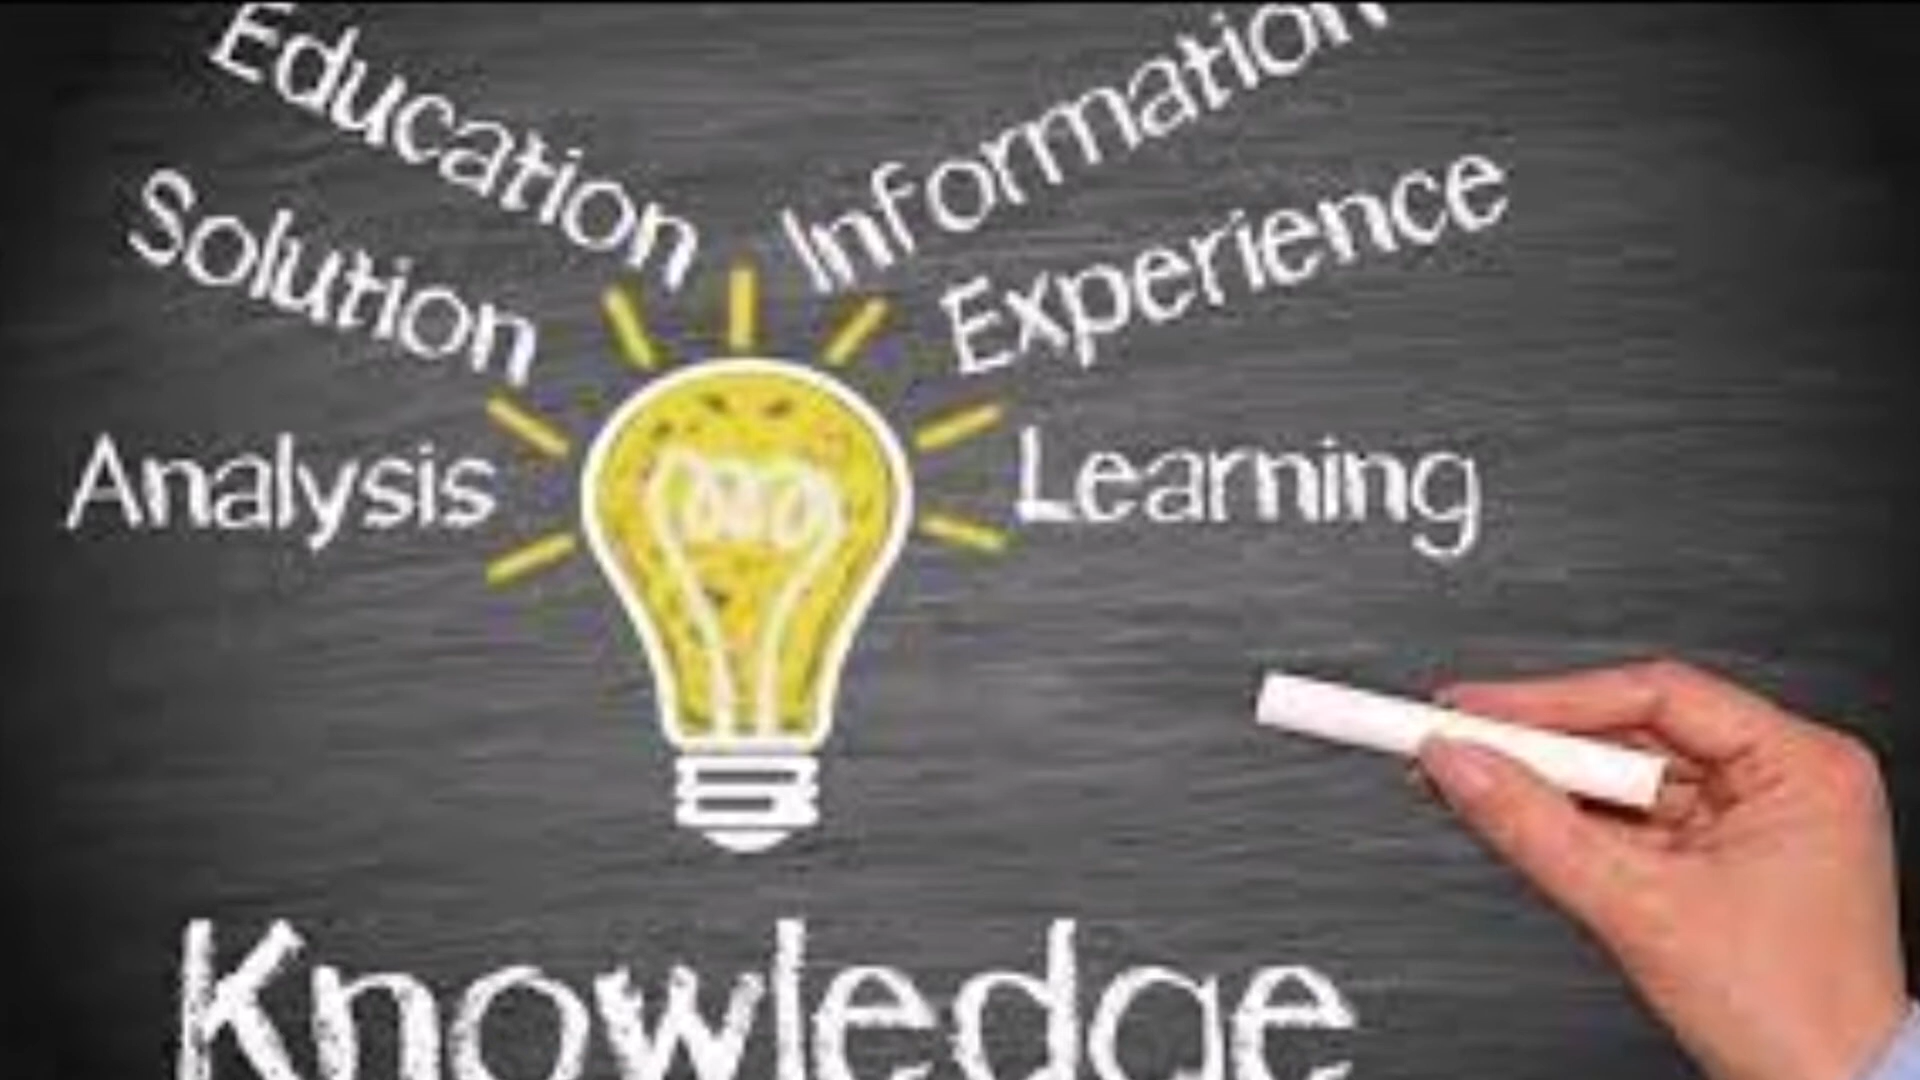 Education
Information
Solution
Experience
Analysis
Learning
Knowledge